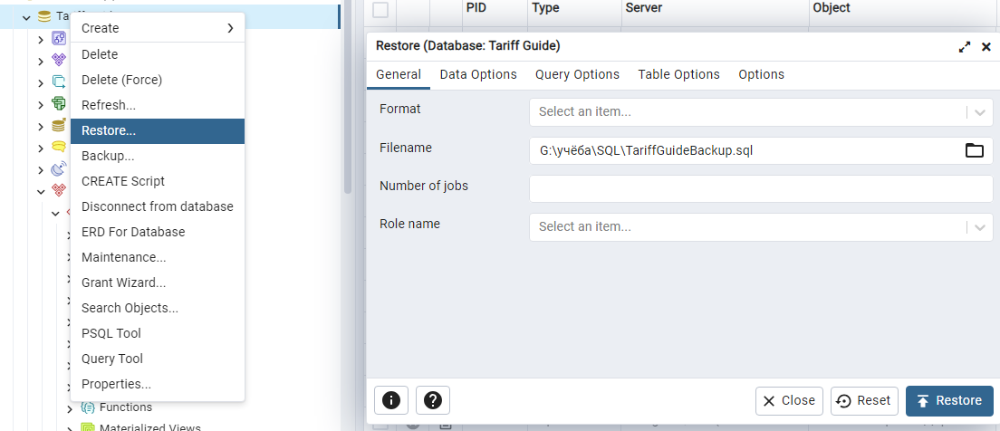 PID Type Server Object
Create
Delete
Delete (Force)
Refresh...
Restore...
Backup...
CREATE Script
Disconnect from database
ERD For Database
Maintenance...
Grant Wizard...
Search Objects...
PSQL Tool
Query Tool
Properties...
Functions
Materialized Views
Restore (Database: Tariff Guide)
General Data Options Query Options Table Options Options
Format Select an item...
Filename G:\учёба\SQL\TariffGuideBackup.sql
Number of jobs
Role name Select an item...
Close Reset Restore